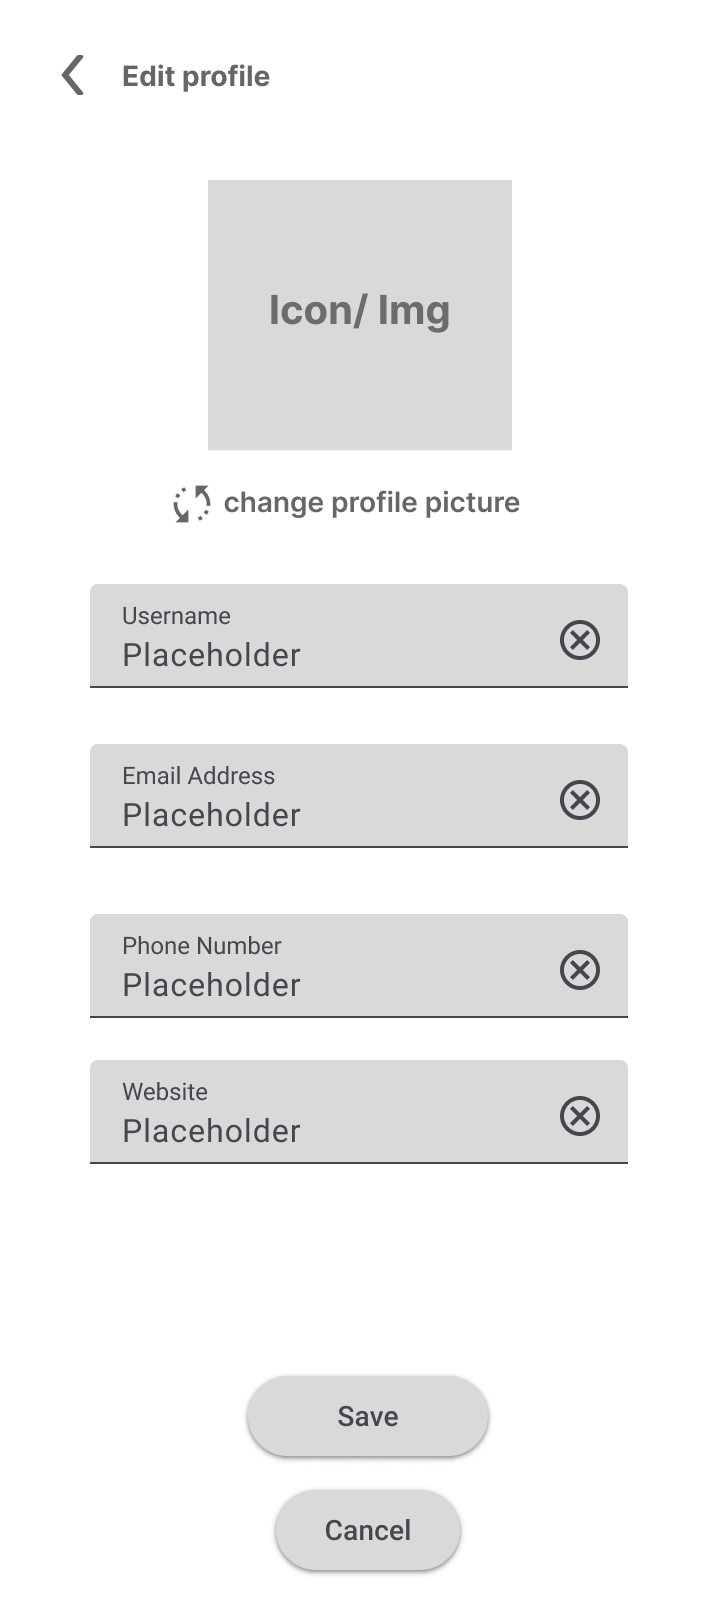 Edit profile
Icon/ Img
change profile picture
Username
Placeholder
Email Address
Placeholder
Phone Number
Placeholder
Website
Placeholder
Save
Cancel